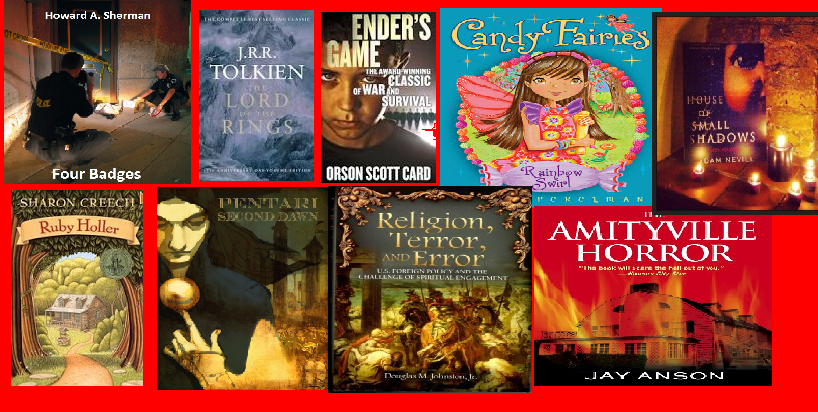 Howard A. Sherman
Four Badges
THE COMPLETE BEST-SELLING CLASSIC
J.R.R.
TOLKIEN
THE
LORD
OF THE
RINGS
ENDER'S
GAME
THE AWARD-WINNING
CLASSIC
OF WAR AND
SURVIVAL
ORSON SCOTT CARD
Candy Fairies
Rainbow
Swirl
HOUSE
OF
SMALL
SHADOWS
ADAM NEVILL
SHARON CREECH
Ruby Holler
PENTARI
SECOND DAWN
Religion,
Terror,
AND Error
U.S. FOREIGN POLICY AND THE
CHALLENGE OF SPIRITUAL ENGAGEMENT
Douglas M. Johnston, Jr.
AMITYVILLE
HORROR
"This book will scare the hell out of you."
JAY ANSON